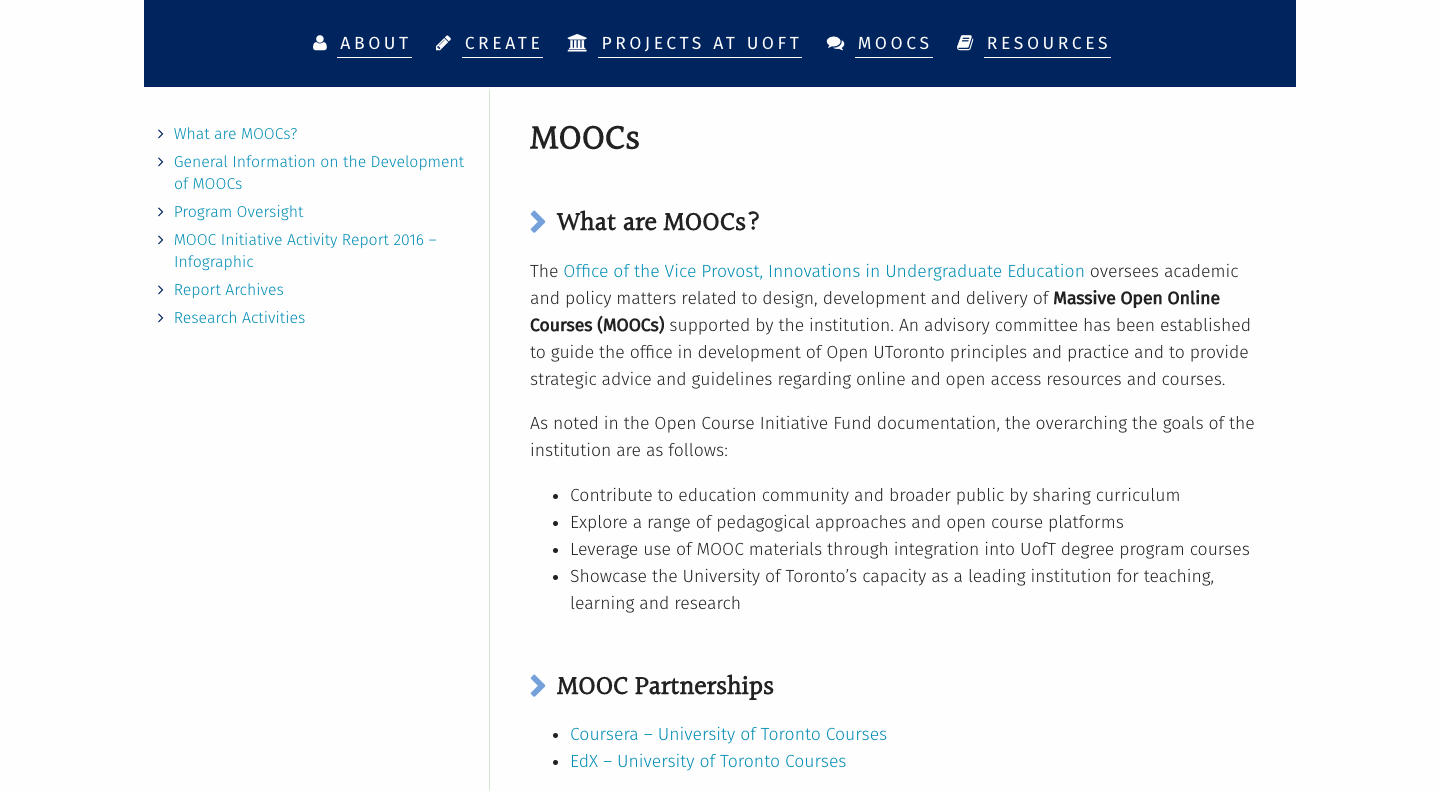 ABOUT CREATE PROJECTS AT UOFT MOOCS RESOURCES
What are MOOCs?
General Information on the Development
of MOOCs
Program Oversight
MOOC Initiative Activity Report 2016 –
Infographic
Report Archives
Research Activities
MOOCs
What are MOOCs?
The Office of the Vice Provost, Innovations in Undergraduate Education oversees academic
and policy matters related to design, development and delivery of Massive Open Online
Courses (MOOCs) supported by the institution. An advisory committee has been established
to guide the office in development of Open UToronto principles and practice and to provide
strategic advice and guidelines regarding online and open access resources and courses.
As noted in the Open Course Initiative Fund documentation, the overarching the goals of the
institution are as follows:
• Contribute to education community and broader public by sharing curriculum
• Explore a range of pedagogical approaches and open course platforms
• Leverage use of MOOC materials through integration into UofT degree program courses
• Showcase the University of Toronto’s capacity as a leading institution for teaching,
learning and research
MOOC Partnerships
• Coursera – University of Toronto Courses
• EdX – University of Toronto Courses